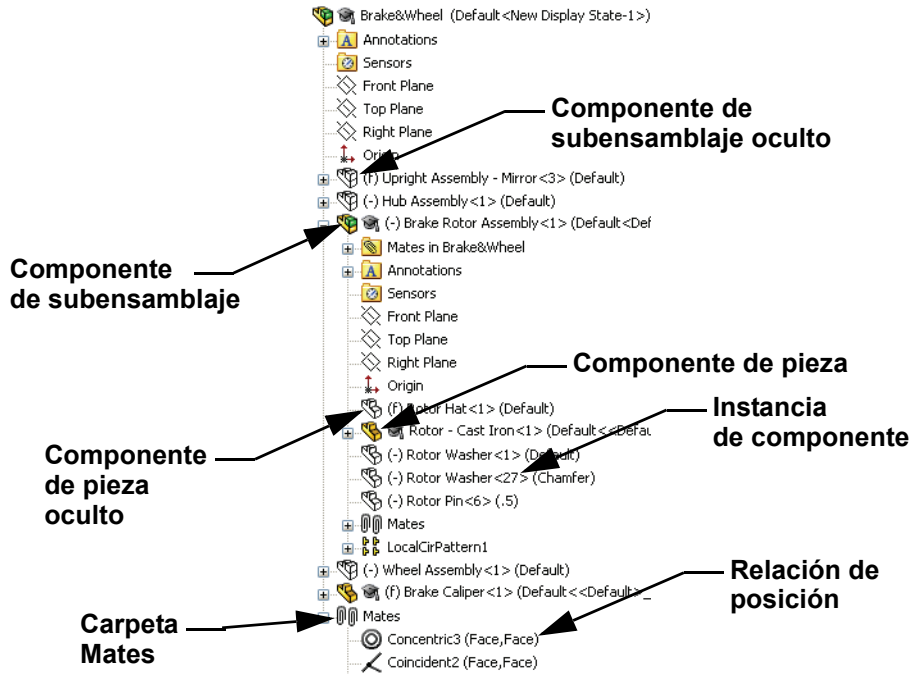 Brake&Wheel (Default<New Display State-1>)
Annotations
Sensors
Front Plane
Top Plane
Right Plane
Origin
(f) Upright Assembly - Mirror<3> (Default)
(-) Hub Assembly<1> (Default)
(-) Brake Rotor Assembly<1> (Default<Def
Mates in Brake&Wheel
Annotations
Sensors
Front Plane
Top Plane
Right Plane
Origin
(f) Rotor Hat<1> (Default)
Rotor - Cast Iron<1> (Default<<Defau
(-) Rotor Washer<1> (Default)
(-) Rotor Washer<27> (Chamfer)
(-) Rotor Pin<6> (.5)
Mates
LocalCirPattern1
(-) Wheel Assembly<1> (Default)
(f) Brake Caliper<1> (Default<<Default>_
Mates
Concentric3 (Face,Face)
Coincident2 (Face,Face)
Componente de
subensamblaje oculto
Componente
de subensamblaje
Componente de pieza
Instancia
de componente
Componente
de pieza
oculto
Relación de
posición
Carpeta
Mates